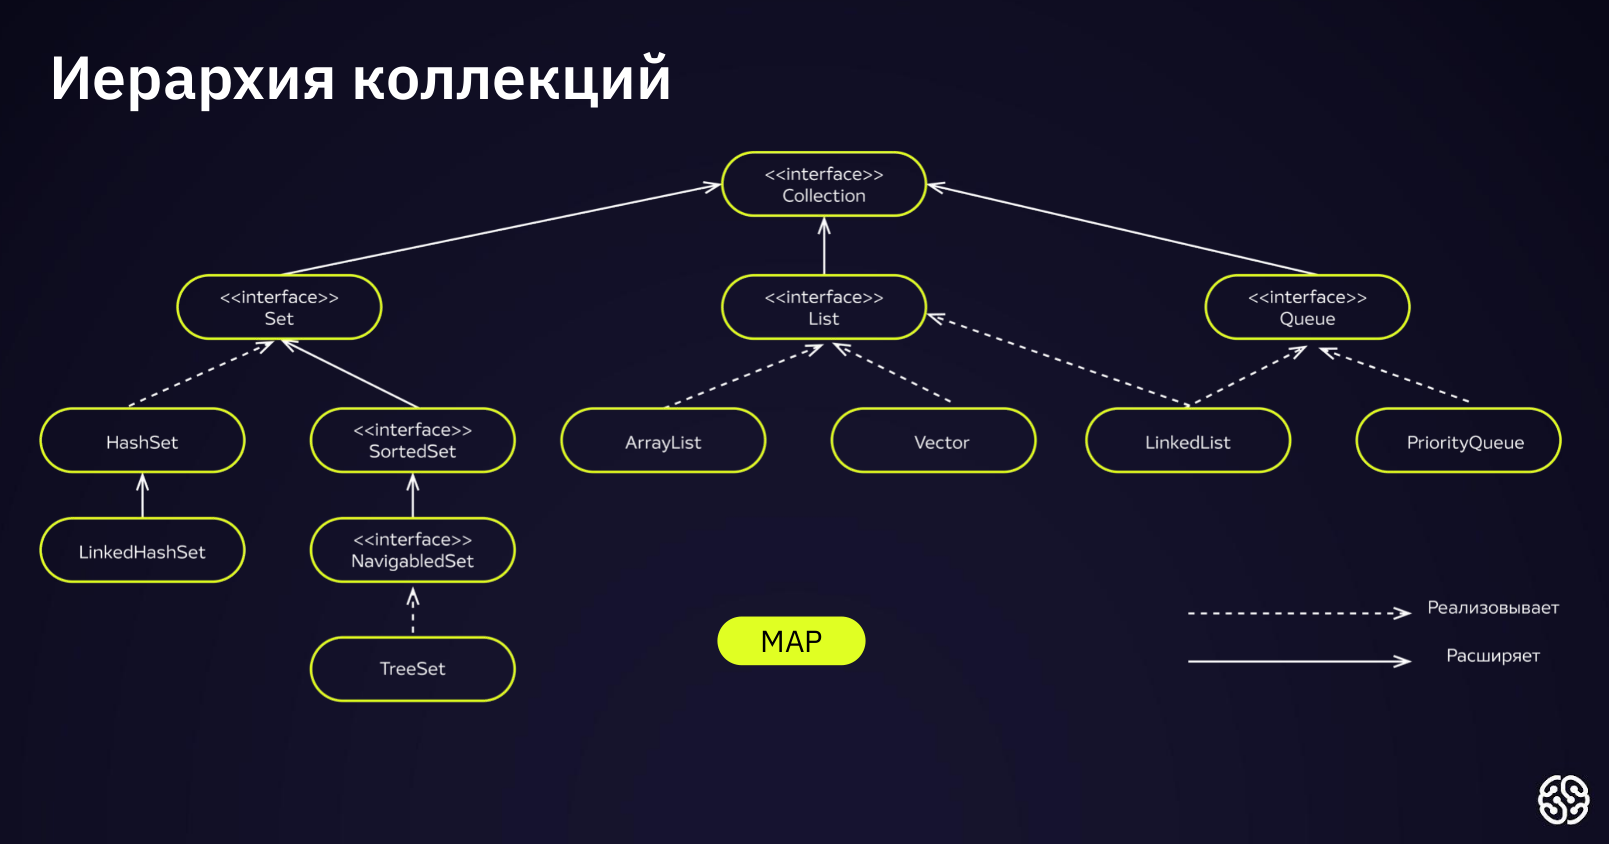 Иерархия коллекций
<<interface>>
Collection
<<interface>>
Set
<<interface>>
List
<<interface>>
Queue
HashSet
<<interface>>
SortedSet
ArrayList
Vector
LinkedList
PriorityQueue
LinkedHashSet
<<interface>>
NavigabledSet
TreeSet
MAP
Реализовывает
Расширяет